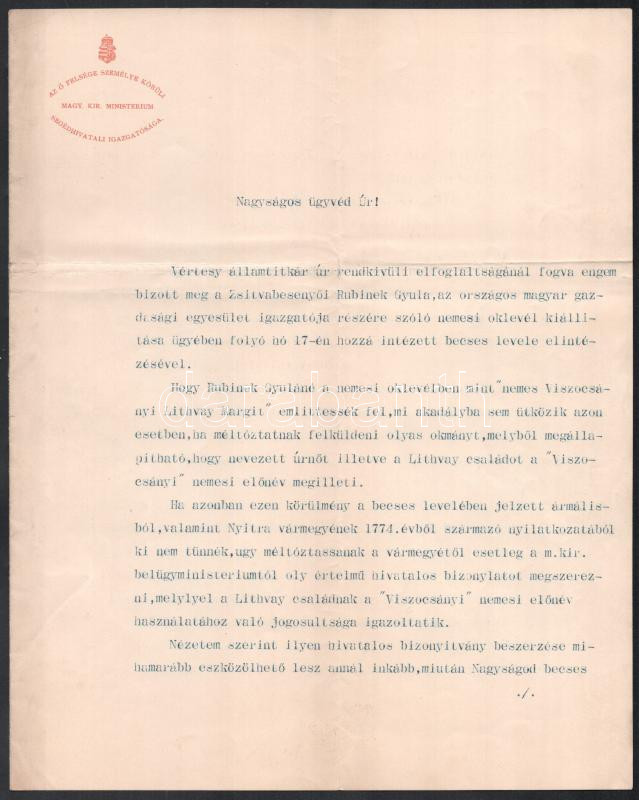 AZ Ő FELSÉGE SZEMÉLYE KÖRÜLI
MAGY. KIR. MINISTERIUM
SEGÉDHIVATALI IGAZGATÓSÁGA.
Nagyságos ügyvéd Úr!
Vértesy államtitkár úr rendkivüli elfoglaltságánál fogva engem
bizott meg a Zsitvabesenyői Rubinek Gyula,az országos magyar gaz-
dasági egyesület igazgatója részére szóló nemesi oklevél kiálli-
tása ügyében folyó hó 17-én hozzá intézett becses levele elinté-
zésével.
Hogy Rubinek Gyuláné a nemesi oklevélben mint"nemes Viszocsá-
nyi Lithvay Margit" emlittessék fel,mi akadályba sem ütközik azon
esetben,ha méltóztatnak felküldeni olyas okmányt,melyből megálla-
pítható,hogy nevezett úrnőt illetve a Lithvay családot a "Viszo-
csányi" nemesi előnév megilleti.
Ha azonban ezen körülmény a becses levelében jelzett ármális-
ból,valamint Nyitra vármegyének 1774.évből származó nyilatkozatából
ki nem tünnék,ugy méltóztassanak a vármegyétől esetleg a m.kir.
belügyministeriumtól oly értelmű hivatalos bizonylatot megszerez-
ni,melylyel a Lithvay családnak a "Viszocsányi" nemesi előnév
használatához való jogosultsága igazoltatik.
Nézetem szerint ilyen hivatalos bizonyitvány beszerzése mi-
hamarább eszközölhető lesz annál inkább,miután Nagyságod becses
./.
darabanth